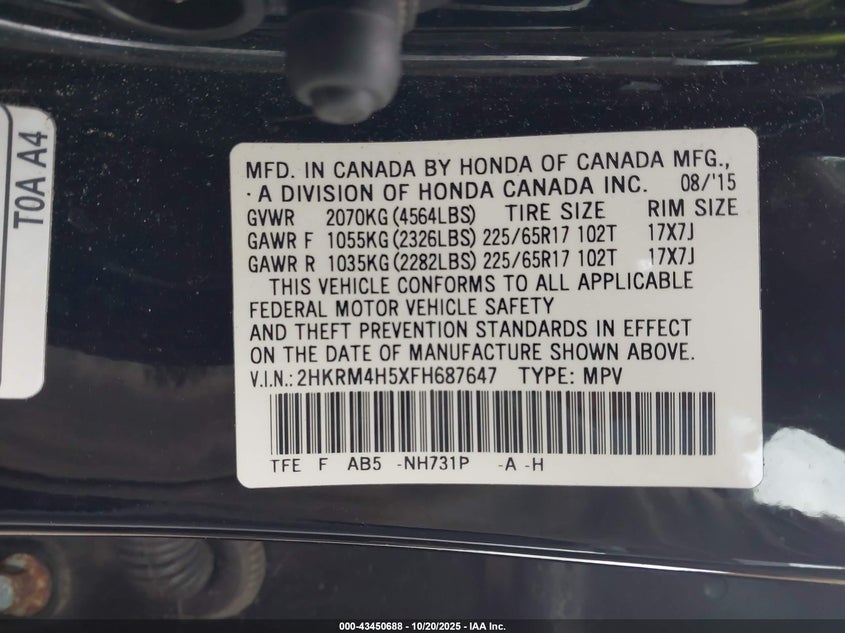 T0A A4
MFD. IN CANADA BY HONDA OF CANADA MFG.,
A DIVISION OF HONDA CANADA INC. 08/'15
GVWR 2070KG (4564LBS) TIRE SIZE RIM SIZE
GAWR F 1055KG (2326LBS) 225/65R17 102T 17X7J
GAWR R 1035KG (2282LBS) 225/65R17 102T 17X7J
THIS VEHICLE CONFORMS TO ALL APPLICABLE
FEDERAL MOTOR VEHICLE SAFETY
AND THEFT PREVENTION STANDARDS IN EFFECT
ON THE DATE OF MANUFACTURE SHOWN ABOVE.
V.I.N.: 2HKRM4H5XFH687647 TYPE: MPV
TFE F AB5 -NH731P -A -H
000-43450688 - 10/20/2025 - IAA Inc.